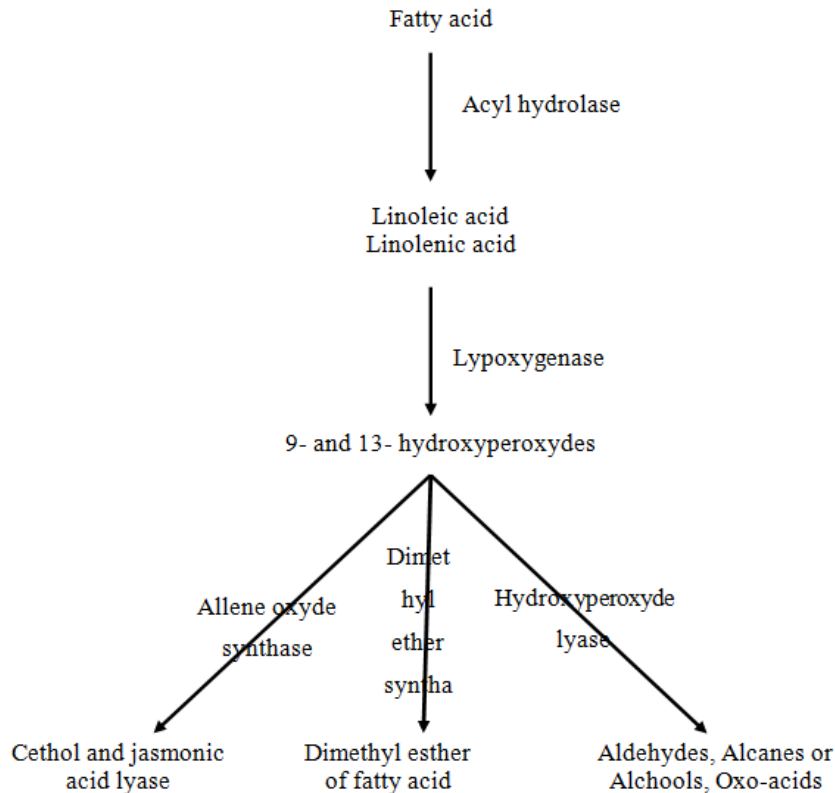 Fatty acid
Acyl hydrolase
Linoleic acid
Linolenic acid
Lypoxygenase
9- and 13- hydroxyperoxydes
Allene oxyde
synthase
Dimet
hyl
ether
syntha
Hydroxyperoxyde
lyase
Cethol and jasmonic
acid lyase
Dimethyl esther
of fatty acid
Aldehydes, Alcanes or
Alchools, Oxo-acids